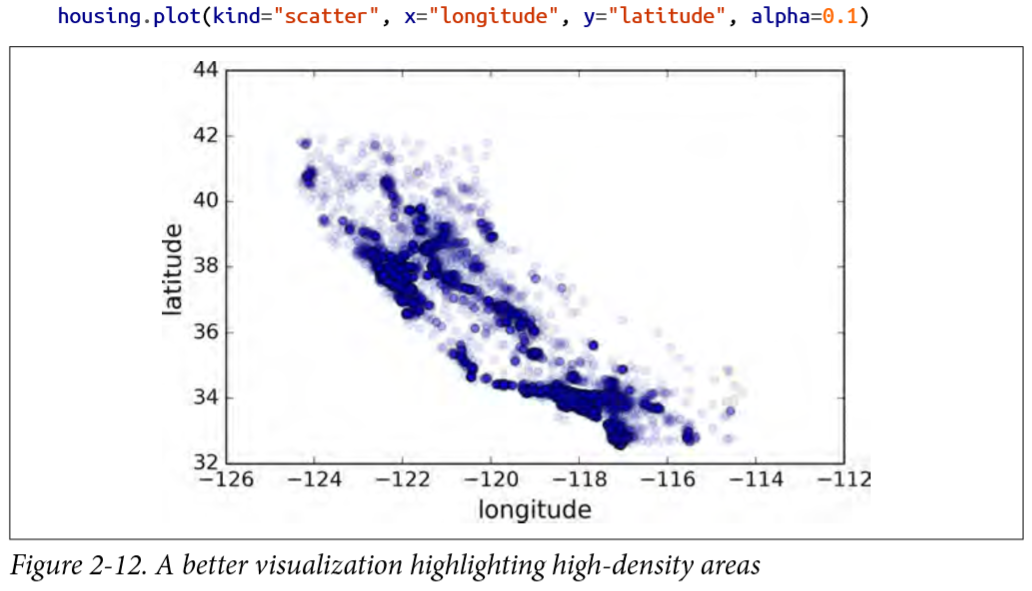 housing.plot(kind="scatter", x="longitude", y="latitude", alpha=0.1)
44
42
40
38
36
34
32
latitude
−126 −124 −122 −120 −118 −116 −114 −112
longitude
Figure 2-12. A better visualization highlighting high-density areas